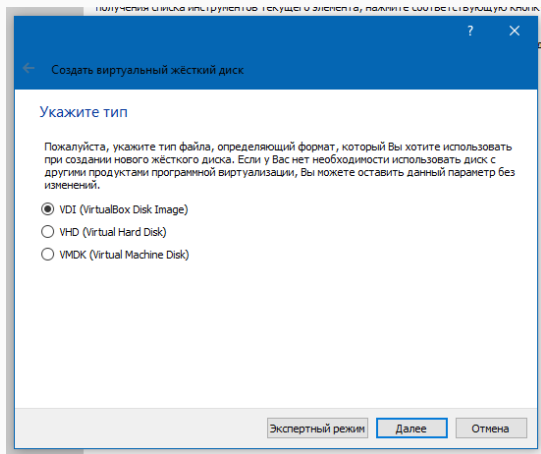 получения списка инструментов текущего элемента, нажмите соответствующую кнопк
?
Создать виртуальный жёсткий диск
Укажите тип
Пожалуйста, укажите тип файла, определяющий формат, который Вы хотите использовать
при создании нового жёсткого диска. Если у Вас нет необходимости использовать диск с
другими продуктами программной виртуализации, Вы можете оставить данный параметр без
изменений.
VDI (VirtualBox Disk Image)
VHD (Virtual Hard Disk)
VMDK (Virtual Machine Disk)
Экспертный режим Далее Отмена